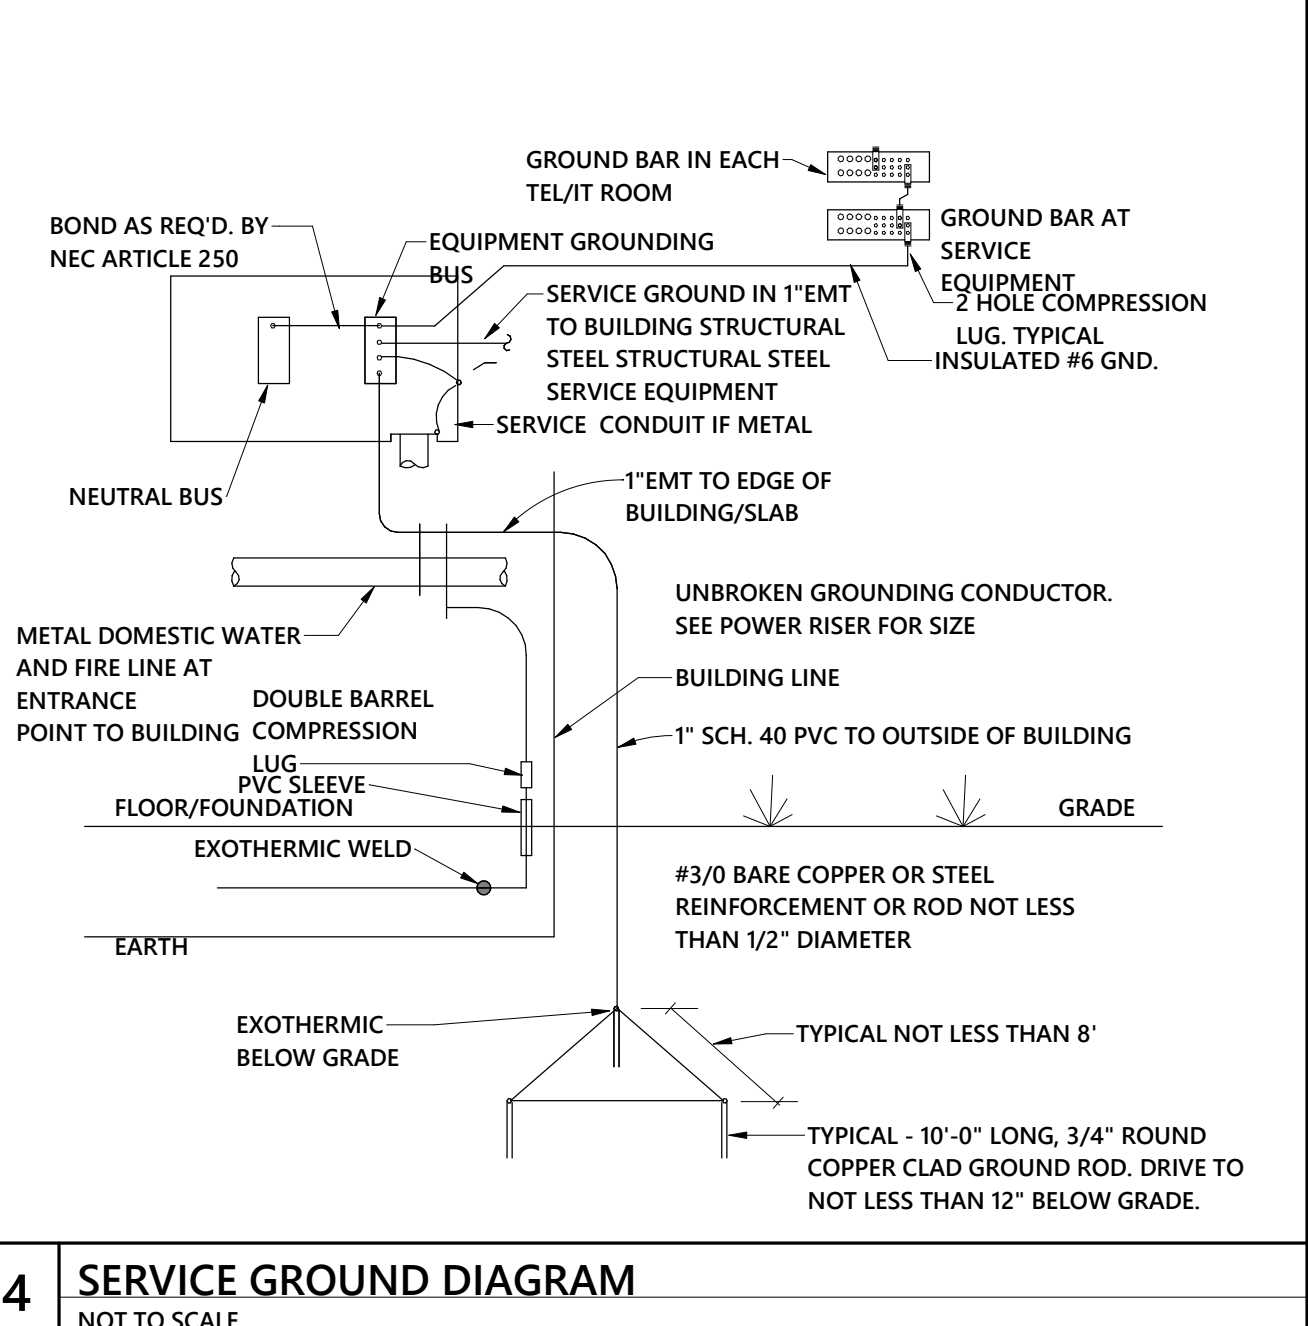 GROUND BAR IN EACH
TEL/IT ROOM
BOND AS REQ'D. BY
NEC ARTICLE 250
EQUIPMENT GROUNDING
BUS
GROUND BAR AT
SERVICE
EQUIPMENT
2 HOLE COMPRESSION
LUG. TYPICAL
INSULATED #6 GND.
SERVICE GROUND IN 1"EMT
TO BUILDING STRUCTURAL
STEEL STRUCTURAL STEEL
SERVICE EQUIPMENT
SERVICE CONDUIT IF METAL
NEUTRAL BUS
1"EMT TO EDGE OF
BUILDING/SLAB
UNBROKEN GROUNDING CONDUCTOR.
SEE POWER RISER FOR SIZE
METAL DOMESTIC WATER
AND FIRE LINE AT
ENTRANCE
POINT TO BUILDING
BUILDING LINE
DOUBLE BARREL
COMPRESSION
LUG
1" SCH. 40 PVC TO OUTSIDE OF BUILDING
PVC SLEEVE
FLOOR/FOUNDATION
GRADE
EXOTHERMIC WELD
#3/0 BARE COPPER OR STEEL
REINFORCEMENT OR ROD NOT LESS
THAN 1/2" DIAMETER
EARTH
EXOTHERMIC
BELOW GRADE
TYPICAL NOT LESS THAN 8'
TYPICAL - 10'-0" LONG, 3/4" ROUND
COPPER CLAD GROUND ROD. DRIVE TO
NOT LESS THAN 12" BELOW GRADE.
4
SERVICE GROUND DIAGRAM
NOT TO SCALE